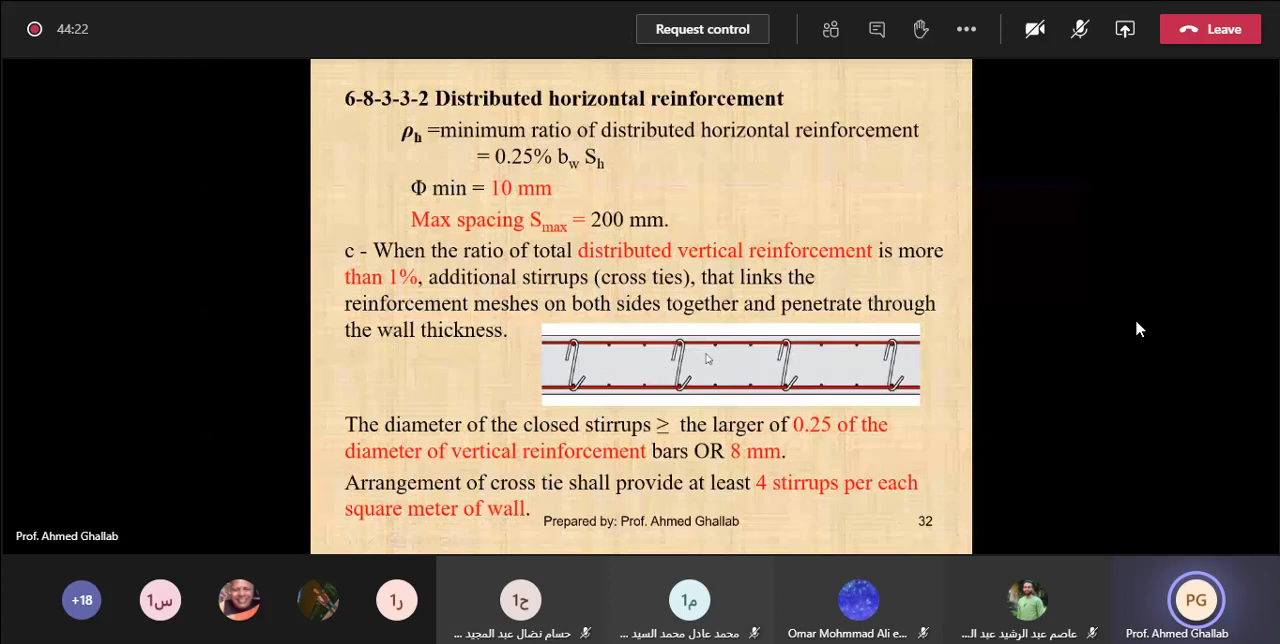 44:22
Request control
Leave
6-8-3-3-2 Distributed horizontal reinforcement
ρh =minimum ratio of distributed horizontal reinforcement
= 0.25% bw Sh
Φ min = 10 mm
Max spacing Smax = 200 mm.
c - When the ratio of total distributed vertical reinforcement is more
than 1%, additional stirrups (cross ties), that links the
reinforcement meshes on both sides together and penetrate through
the wall thickness.
The diameter of the closed stirrups ≥ the larger of 0.25 of the
diameter of vertical reinforcement bars OR 8 mm.
Arrangement of cross tie shall provide at least 4 stirrups per each
square meter of wall.
Prepared by: Prof. Ahmed Ghallab
32
Prof. Ahmed Ghallab
+18
س1
ر1
ح1
م1
PG
حسام نضال عبد المجيد ...
محمد عادل محمد السيد ...
Omar Mohmmad Ali e...
عاصم عبد الرشيد عبد ال...
Prof. Ahmed Ghallab